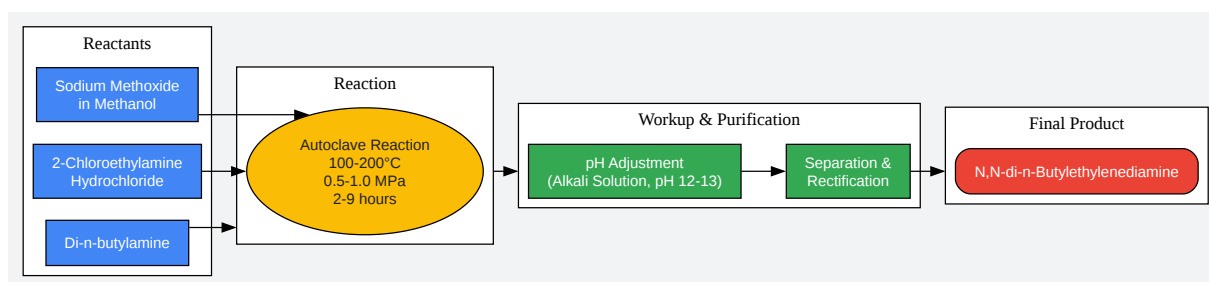 Reactants
Sodium Methoxide
in Methanol
2-Chloroethylamine
Hydrochloride
Di-n-butylamine
Reaction
Autoclave Reaction
100-200°C
0.5-1.0 MPa
2-9 hours
Workup & Purification
pH Adjustment
(Alkali Solution, pH 12-13)
Separation &
Rectification
Final Product
N,N-di-n-Butylethylenediamine